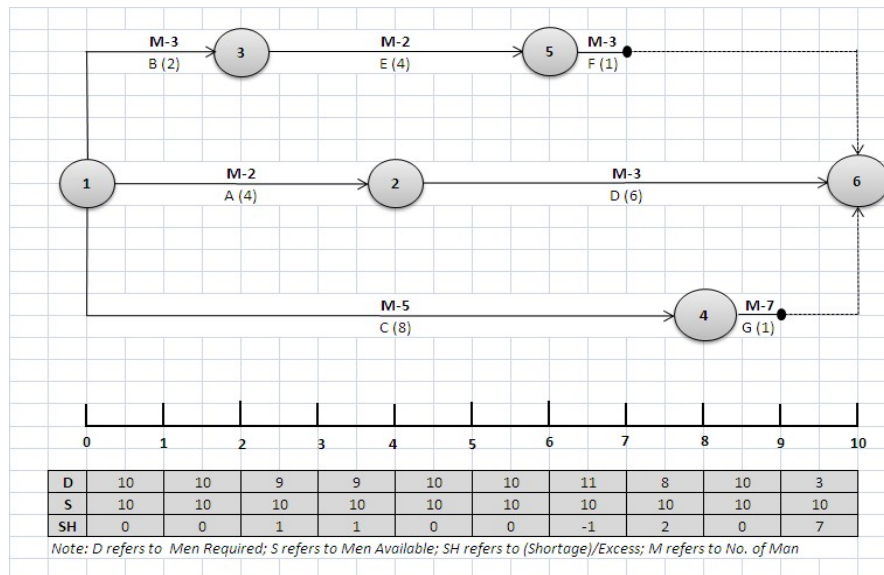 M-3 M-2 M-3
3 5
B (2) E (4) F (1)
M-2 M-3
1 2 6
A (4) D (6)
M-5 M-7
4
C (8) G (1)
0 1 2 3 4 5 6 7 8 9 10
D 10 10 9 9 10 10 11 8 10 3
S 10 10 10 10 10 10 10 10 10 10
SH 0 0 1 1 0 0 -1 2 0 7
Note: D refers to Men Required; S refers to Men Available; SH refers to (Shortage)/Excess; M refers to No. of Man